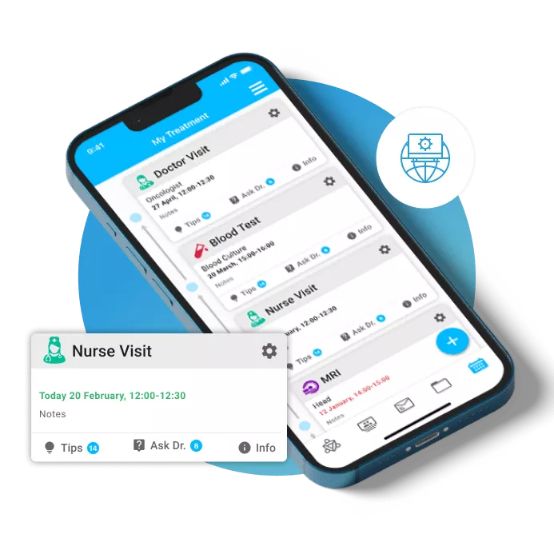 9:41
My Treatment
Doctor Visit
Oncologist
27 April, 12:00-12:30
Notes
Tips 14
Ask Dr. 6
Info
Blood Test
Blood Culture
20 March, 15:00-16:00
Notes
Tips
Ask Dr. 6
Info
Nurse Visit
12:00-12:30
Tips 14
Ask Dr. 6
Info
MRI
Head
12 January, 14:00-15:00
Notes
Nurse Visit
Today 20 February, 12:00-12:30
Notes
Tips 14
Ask Dr. 6
Info